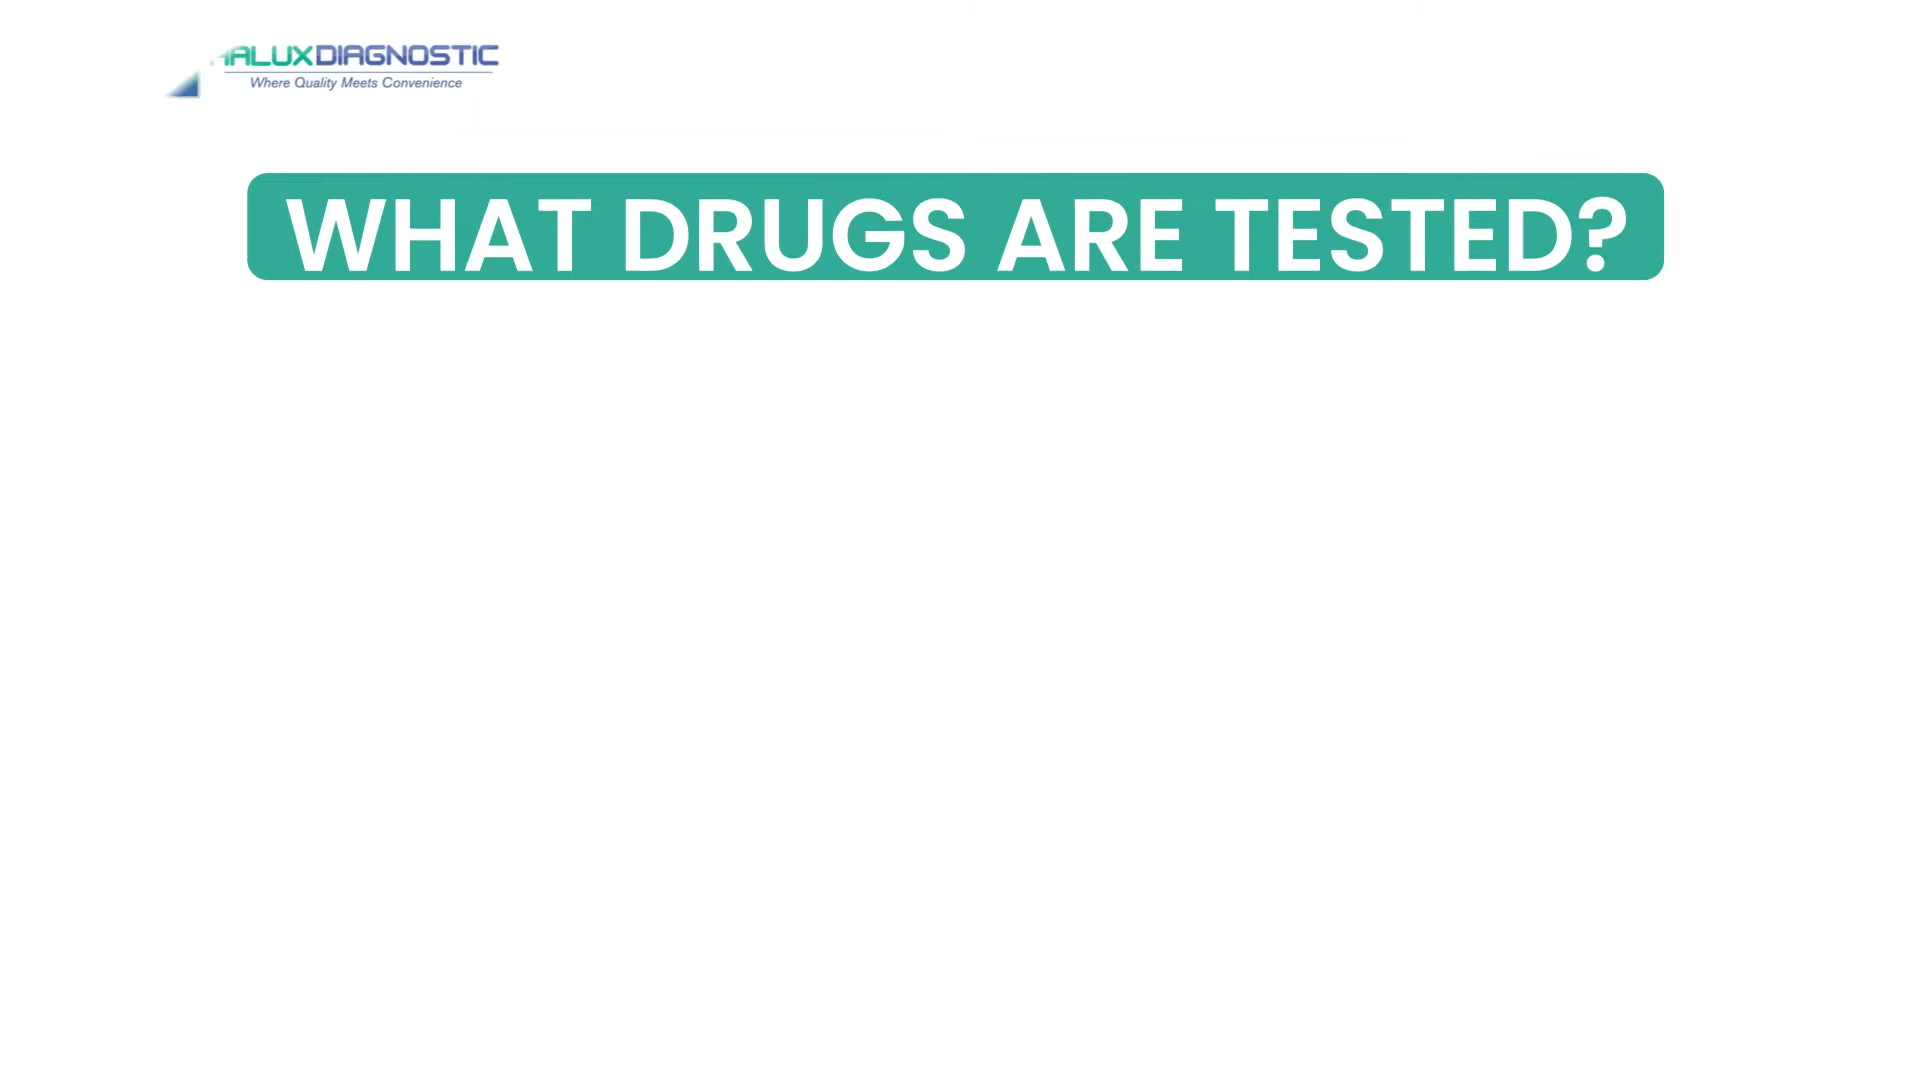 ALUXDIAGNOSTIC
Where Quality Meets Convenience
WHAT DRUGS ARE TESTED?